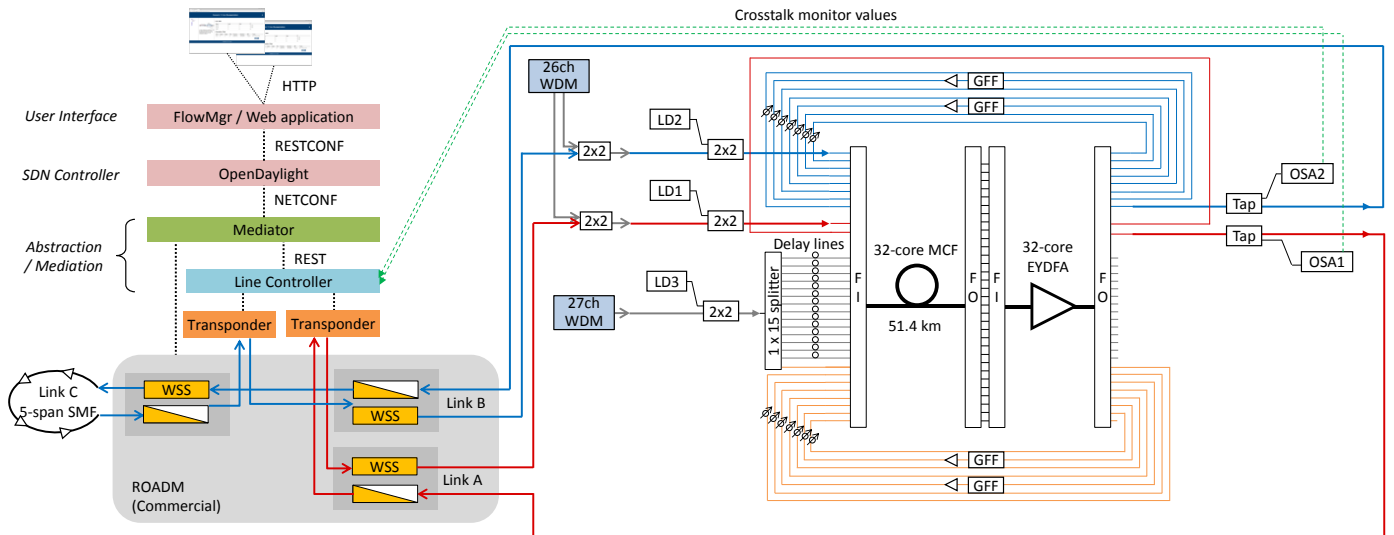 Crosstalk monitor values
HTTP
User Interface
FlowMgr / Web application
RESTCONF
SDN Controller
OpenDaylight
NETCONF
Abstraction
/ Mediation
Mediator
REST
Line Controller
Transponder
Transponder
Link C
5-span SMF
WSS
WSS
Link B
WSS
Link A
ROADM
(Commercial)
26ch
WDM
LD2
2x2
2x2
LD1
2x2
2x2
27ch
WDM
LD3
2x2
Delay lines
1 x 15 splitter
FI
32-core MCF
51.4 km
FO
FI
32-core
EYDFA
FO
GFF
GFF
GFF
GFF
OSA2
Tap
Tap
OSA1